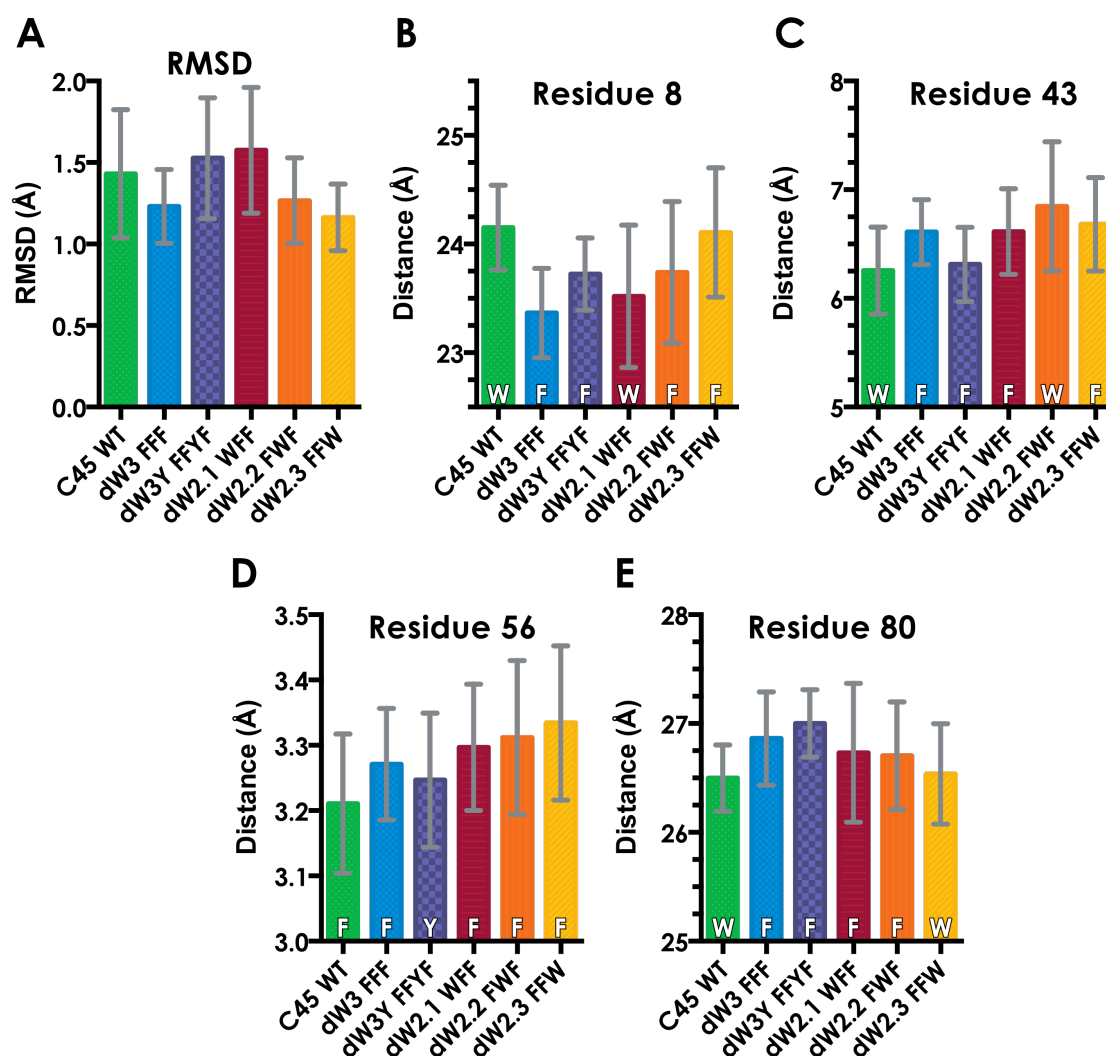 A
RMSD
RMSD (Å)
2.0
1.5
1.0
0.5
0.0
C45 WT
dW3 FFF
dW3Y FFYF
dW2.1 WFF
dW2.2 FWF
dW2.3 FFW
B
Residue 8
Distance (Å)
25
24
23
W F F W F F
C45 WT
dW3 FFF
dW3Y FFYF
dW2.1 WFF
dW2.2 FWF
dW2.3 FFW
C
Residue 43
Distance (Å)
8
7
6
5
W F F F W F
C45 WT
dW3 FFF
dW3Y FFYF
dW2.1 WFF
dW2.2 FWF
dW2.3 FFW
D
Residue 56
Distance (Å)
3.5
3.4
3.3
3.2
3.1
3.0
F F Y F F F
C45 WT
dW3 FFF
dW3Y FFYF
dW2.1 WFF
dW2.2 FWF
dW2.3 FFW
E
Residue 80
Distance (Å)
28
27
26
25
W F F F F W
C45 WT
dW3 FFF
dW3Y FFYF
dW2.1 WFF
dW2.2 FWF
dW2.3 FFW